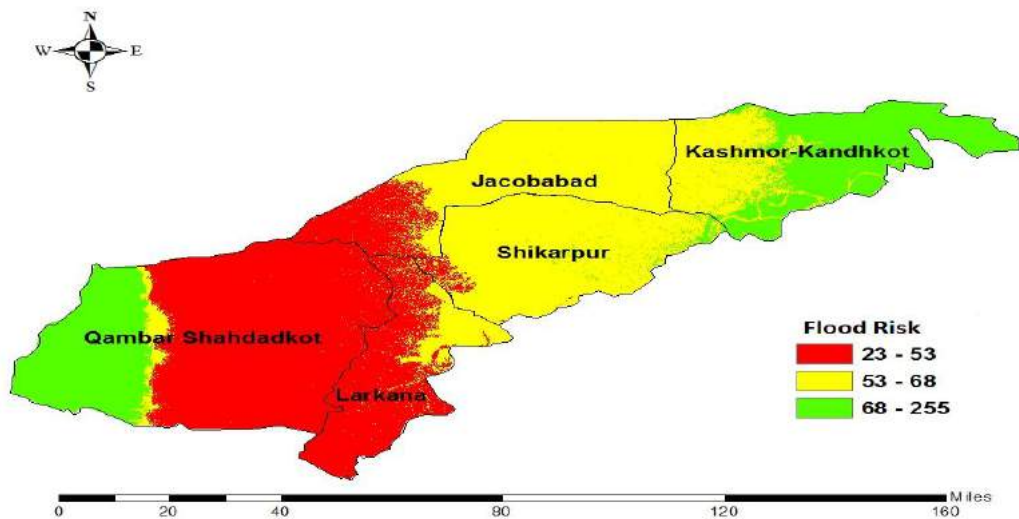 N
W E
S
Kashmor-Kandhkot
Jacobabad
Shikarpur
Qambar Shahdadkot
Larkana
Flood Risk
23 - 53
53 - 68
68 - 255
Miles
0 20 40 80 120 160